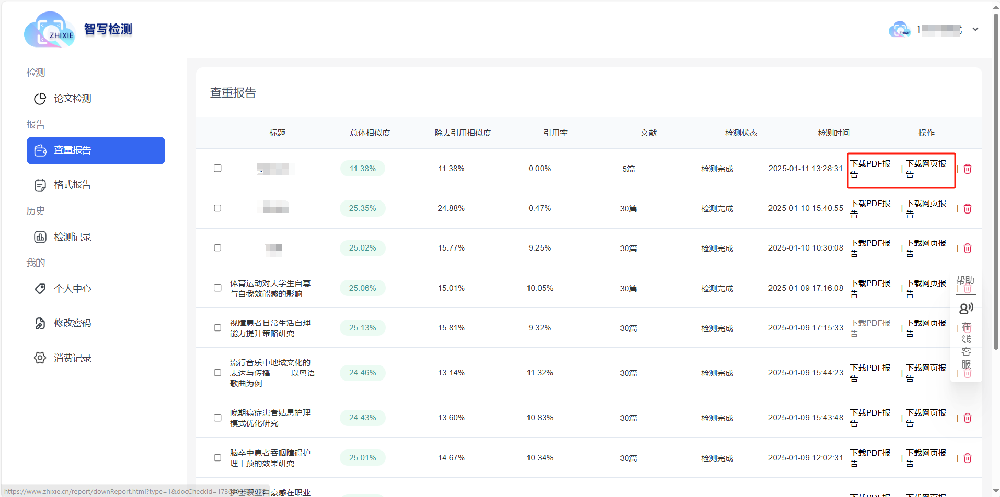 ZHIXIE
智写检测
ZHIXIE
1
检测
论文检测
报告
查重报告
格式报告
历史
检测记录
我的
个人中心
修改密码
消费记录
查重报告
标题 总体相似度 除去引用相似度 引用率 文献 检测状态 检测时间 操作
11.38% 11.38% 0.00% 5篇 检测完成 2025-01-11 13:28:31 下载PDF报 | 下载网页报 |
告 告
25.35% 24.88% 0.47% 30篇 检测完成 2025-01-10 15:40:55 下载PDF报 | 下载网页报 |
告 告
25.02% 15.77% 9.25% 30篇 检测完成 2025-01-10 10:30:08 下载PDF报 | 下载网页报 |
告 告
体育运动对大学生自尊
与自我效能感的影响
25.06% 15.01% 10.05% 30篇 检测完成 2025-01-09 17:16:08 下载PDF报 | 下载网页报 |
告 告
视障患者日常生活自理
能力提升策略研究
25.13% 15.81% 9.32% 30篇 检测完成 2025-01-09 17:15:33 下载PDF报 | 下载网页报 |
告 告
流行音乐中地域文化的
表达与传播 —— 以粤语
歌曲为例
24.46% 13.14% 11.32% 30篇 检测完成 2025-01-09 15:44:23 下载PDF报 | 下载网页报 |
告 告
晚期癌症患者姑息护理
模式优化研究
24.43% 13.60% 10.83% 30篇 检测完成 2025-01-09 15:43:48 下载PDF报 | 下载网页报 |
告 告
脑卒中患者吞咽障碍护
理干预的效果研究
25.01% 14.67% 10.34% 30篇 检测完成 2025-01-09 12:02:31 下载PDF报 | 下载网页报 |
告 告
护士职业自豪感在职业
下载PDF报 下载网页报
帮助
在
线
客
服
https://www.zhixie.cn/report/downReport.html?type=1&docCheckId=